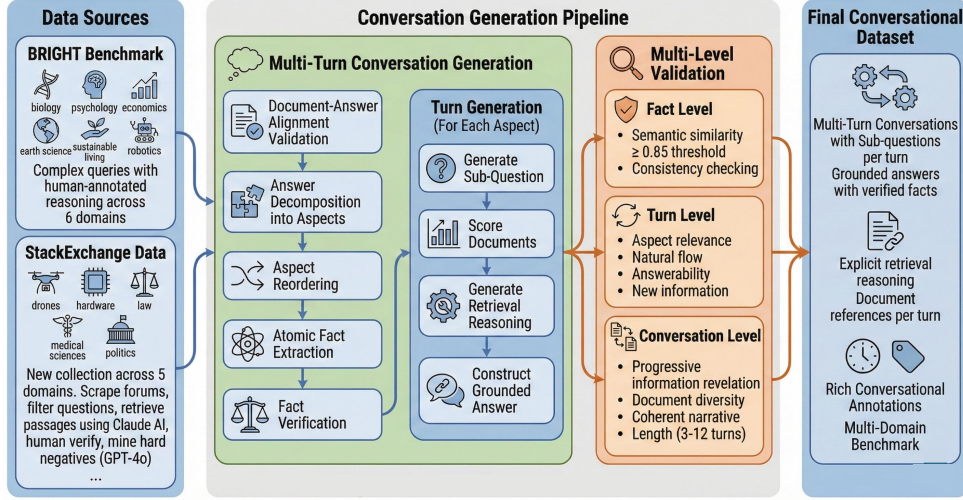 Data Sources
BRIGHT Benchmark
biology
psychology
economics
earth science
sustainable
living
robotics
Complex queries with
human-annotated
reasoning across
6 domains
StackExchange Data
drones
hardware
law
medical
sciences
politics
New collection across 5
domains. Scrape forums,
filter questions, retrieve
passages using Claude AI,
human verify, mine hard
negatives (GPT-4o)
...
Conversation Generation Pipeline
Multi-Turn Conversation Generation
Document-Answer
Alignment
Validation
Answer
Decomposition
into Aspects
Aspect
Reordering
Atomic Fact
Extraction
Fact
Verification
Turn Generation
(For Each Aspect)
Generate
Sub-Question
Score
Documents
Generate
Retrieval
Reasoning
Construct
Grounded
Answer
Multi-Level
Validation
Fact Level
• Semantic similarity
≥ 0.85 threshold
• Consistency checking
Turn Level
• Aspect relevance
• Natural flow
• Answerability
• New information
Conversation Level
• Progressive
information revelation
• Document diversity
• Coherent narrative
• Length (3-12 turns)
Final Conversational
Dataset
Multi-Turn Conversations
with Sub-questions
per turn
Grounded answers
with verified facts
Explicit retrieval
reasoning
Document
references per turn
Rich Conversational
Annotations
Multi-Domain
Benchmark